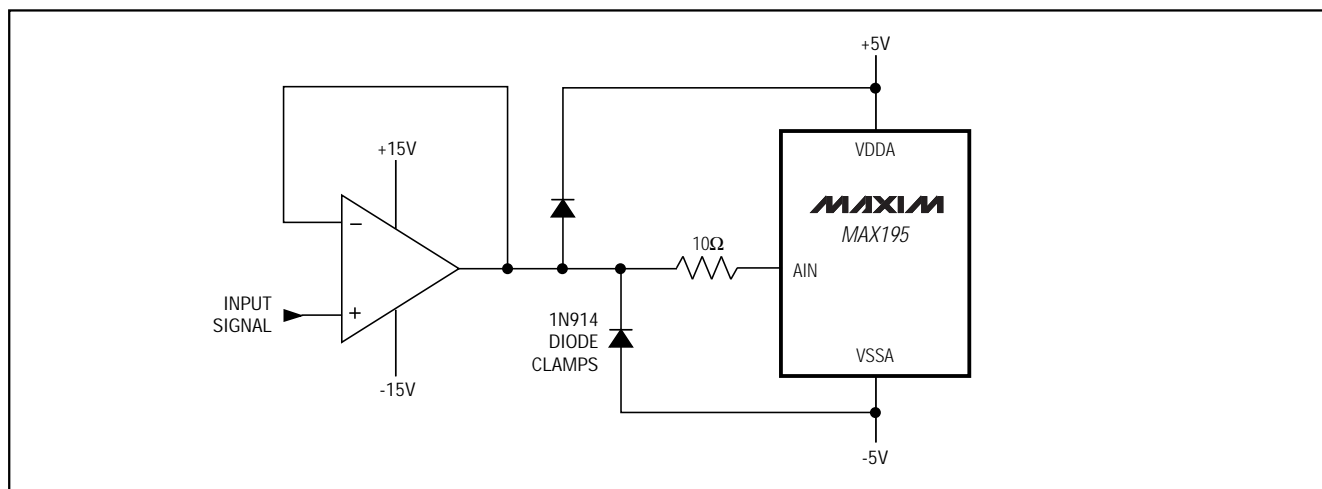 +5V
+15V
VDDA
MAXIM
MAX195
−
10Ω
AIN
INPUT
SIGNAL
+
1N914
DIODE
CLAMPS
VSSA
-15V
-5V